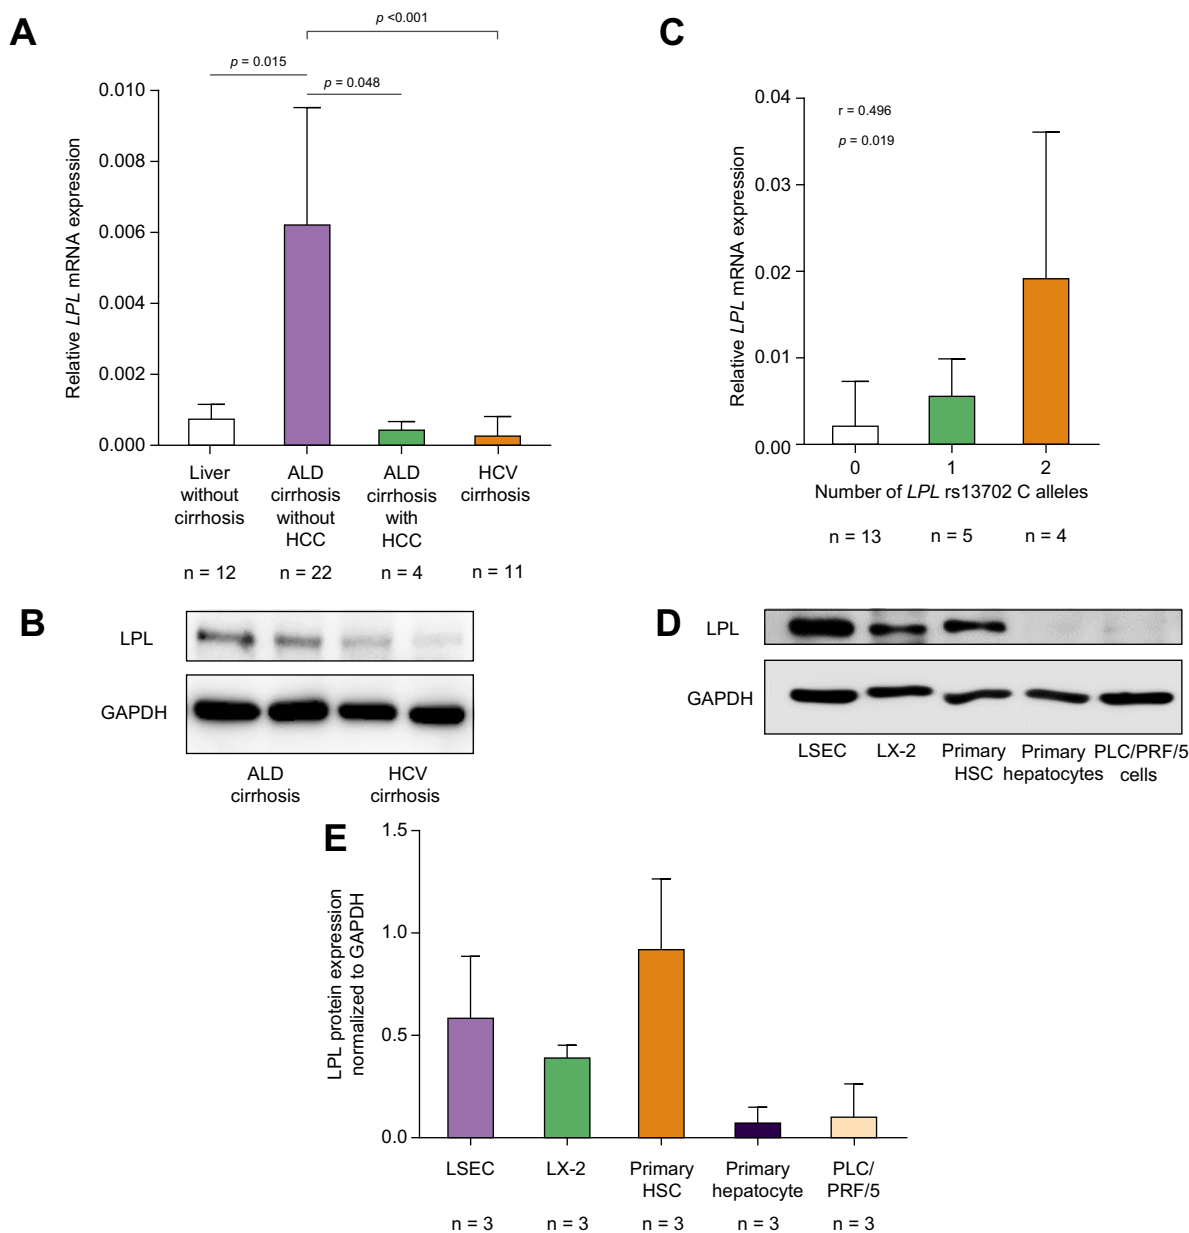 A
p <0.001
p = 0.015
p = 0.048
Relative LPL mRNA expression
0.010
0.008
0.006
0.004
0.002
0.000
Liver
without
cirrhosis
ALD
cirrhosis
without
HCC
ALD
cirrhosis
with
HCC
HCV
cirrhosis
n = 12
n = 22
n = 4
n = 11
C
r = 0.496
p = 0.019
Relative LPL mRNA expression
0.04
0.03
0.02
0.01
0.00
0
1
2
Number of LPL rs13702 C alleles
n = 13
n = 5
n = 4
B
LPL
GAPDH
ALD
cirrhosis
HCV
cirrhosis
D
LPL
GAPDH
LSEC
LX-2
Primary
HSC
Primary
hepatocytes
PLC/PRF/5
cells
E
LPL protein expression
normalized to GAPDH
1.5
1.0
0.5
0.0
LSEC
LX-2
Primary
HSC
Primary
hepatocyte
PLC/
PRF/5
n = 3
n = 3
n = 3
n = 3
n = 3